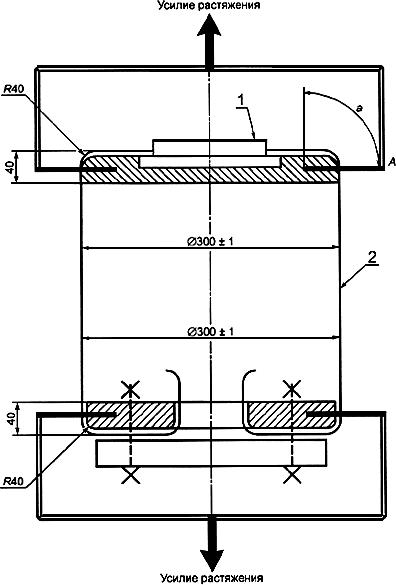 Усилие растяжения
R40
1
a
A
40
Ø300 ± 1
2
Ø300 ± 1
40
R40
Усилие растяжения